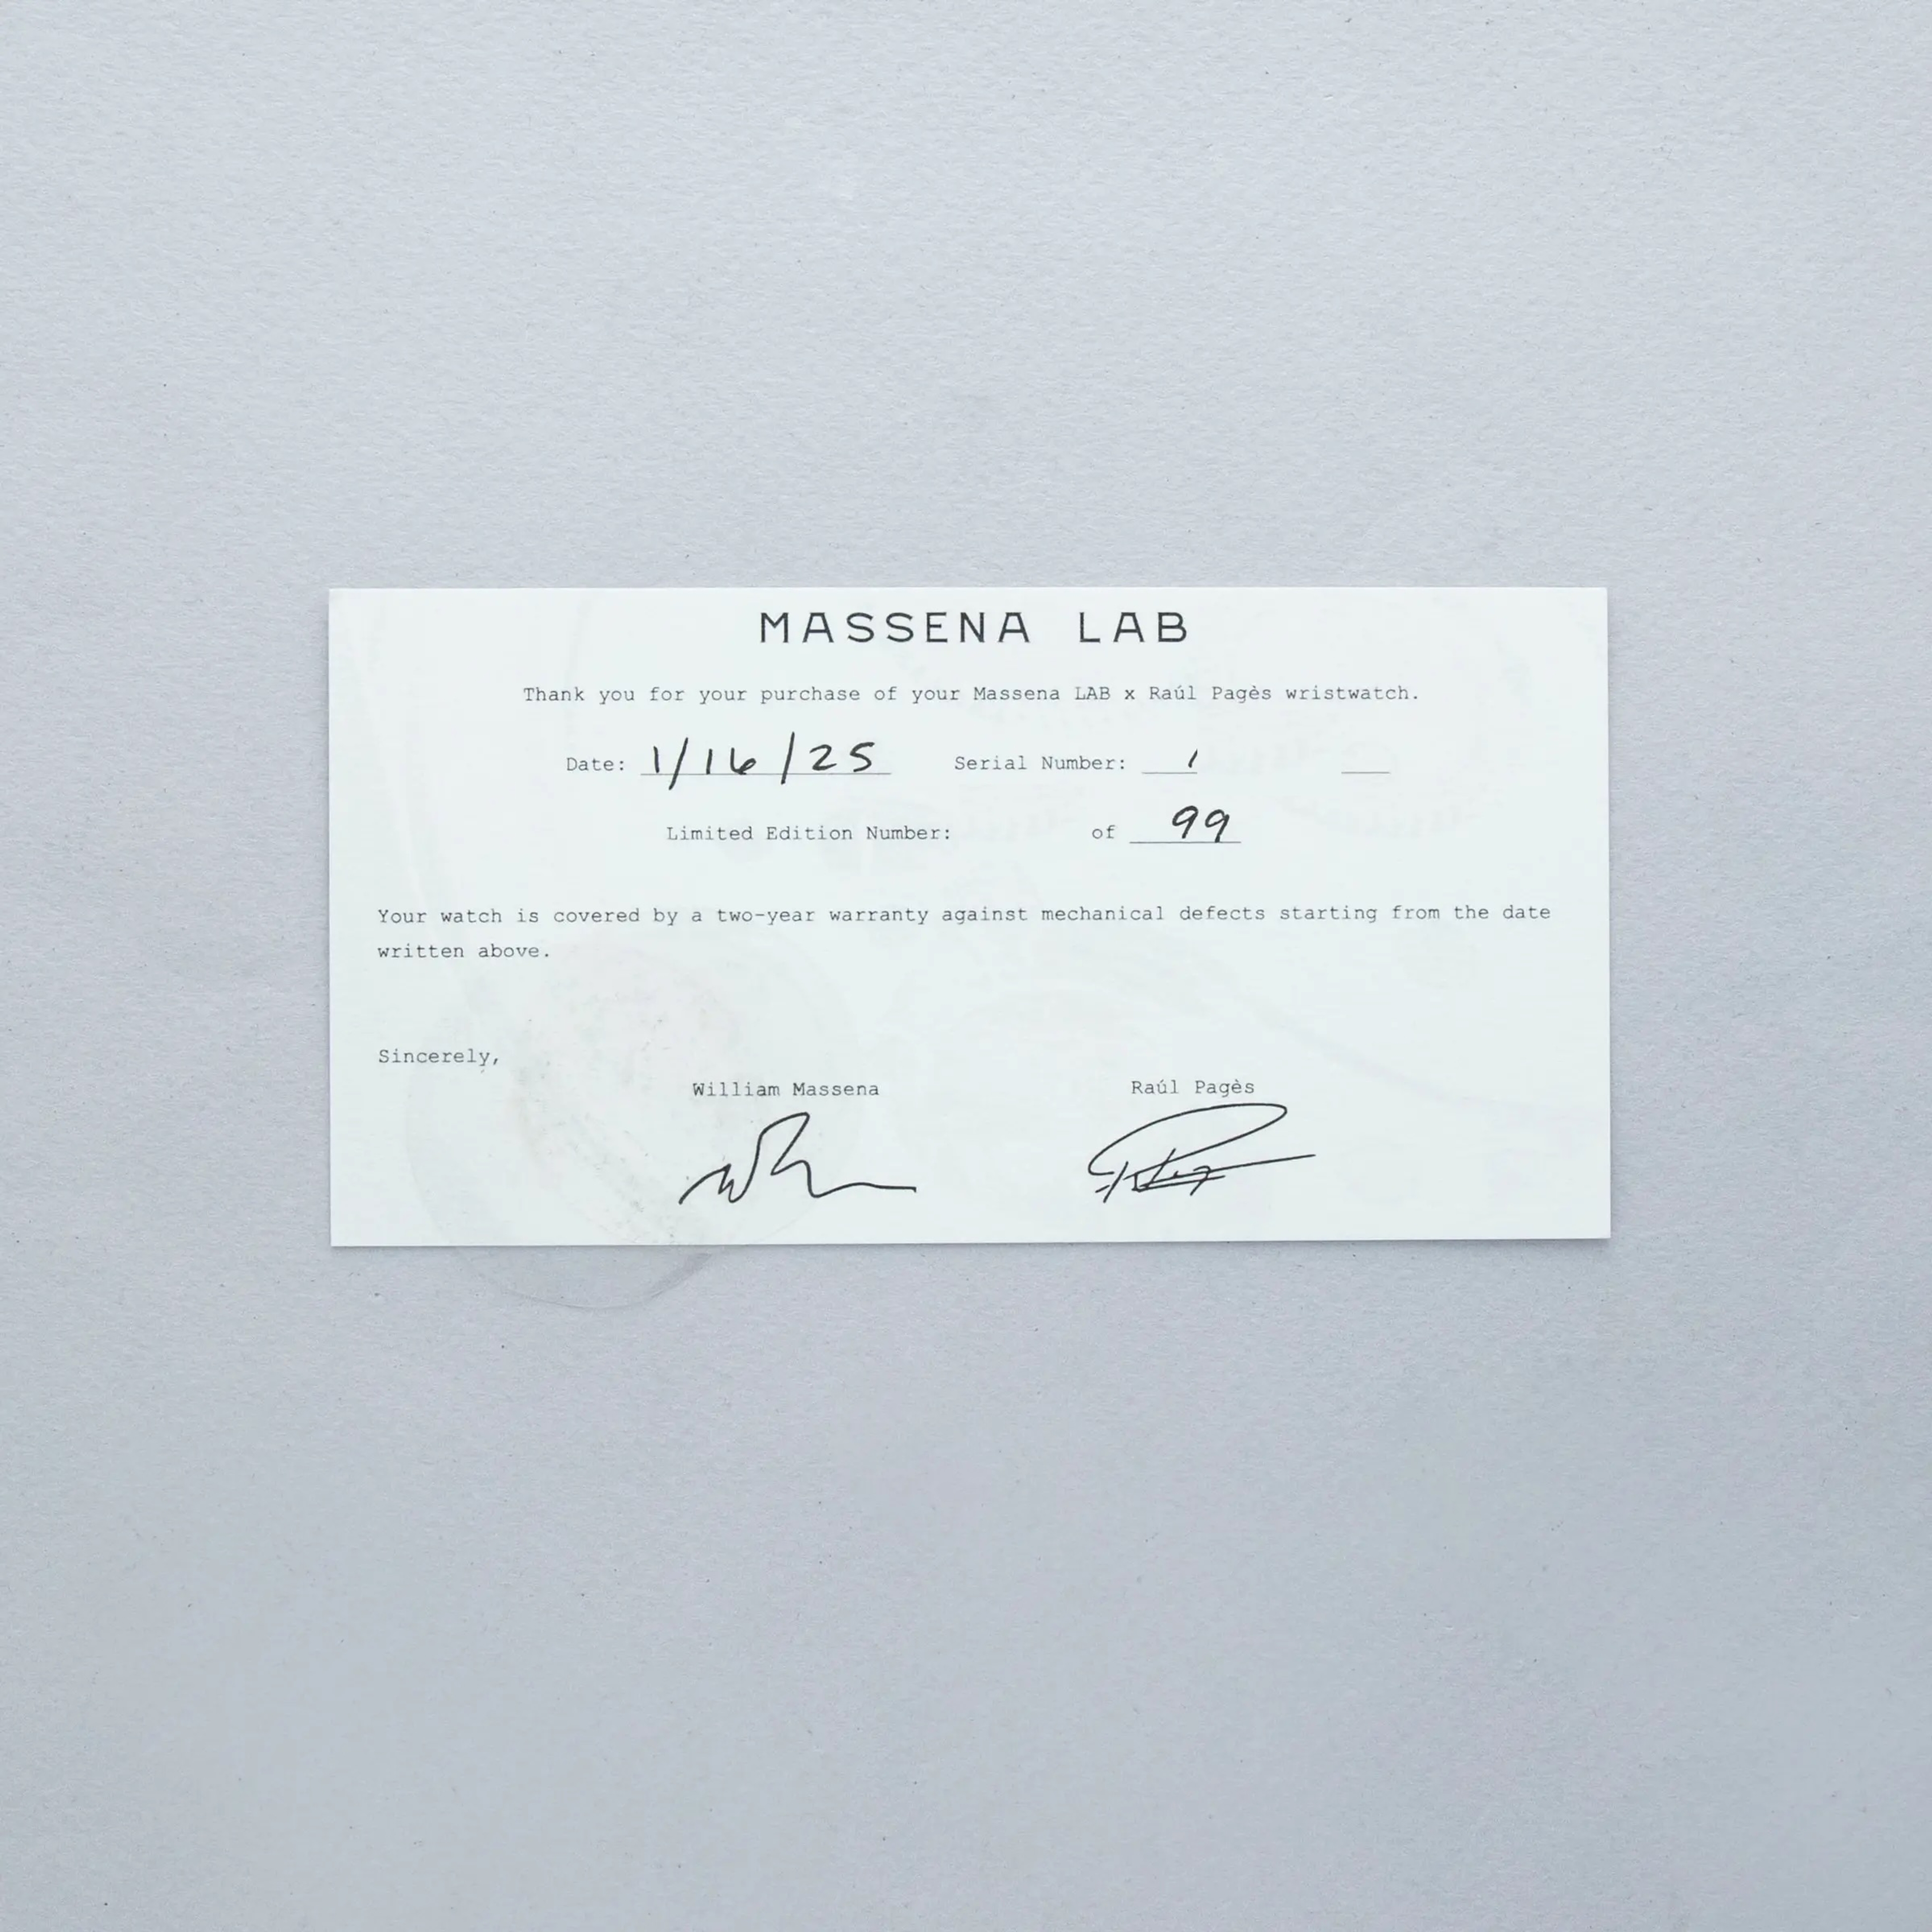 MASSENA LAB
Thank you for your purchase of your Massena LAB x Raúl Pagès wristwatch.
Date: 1/16/25 Serial Number: 1
Limited Edition Number: of 99
Your watch is covered by a two-year warranty against mechanical defects starting from the date
written above.
Sincerely,
William Massena Raúl Pagès